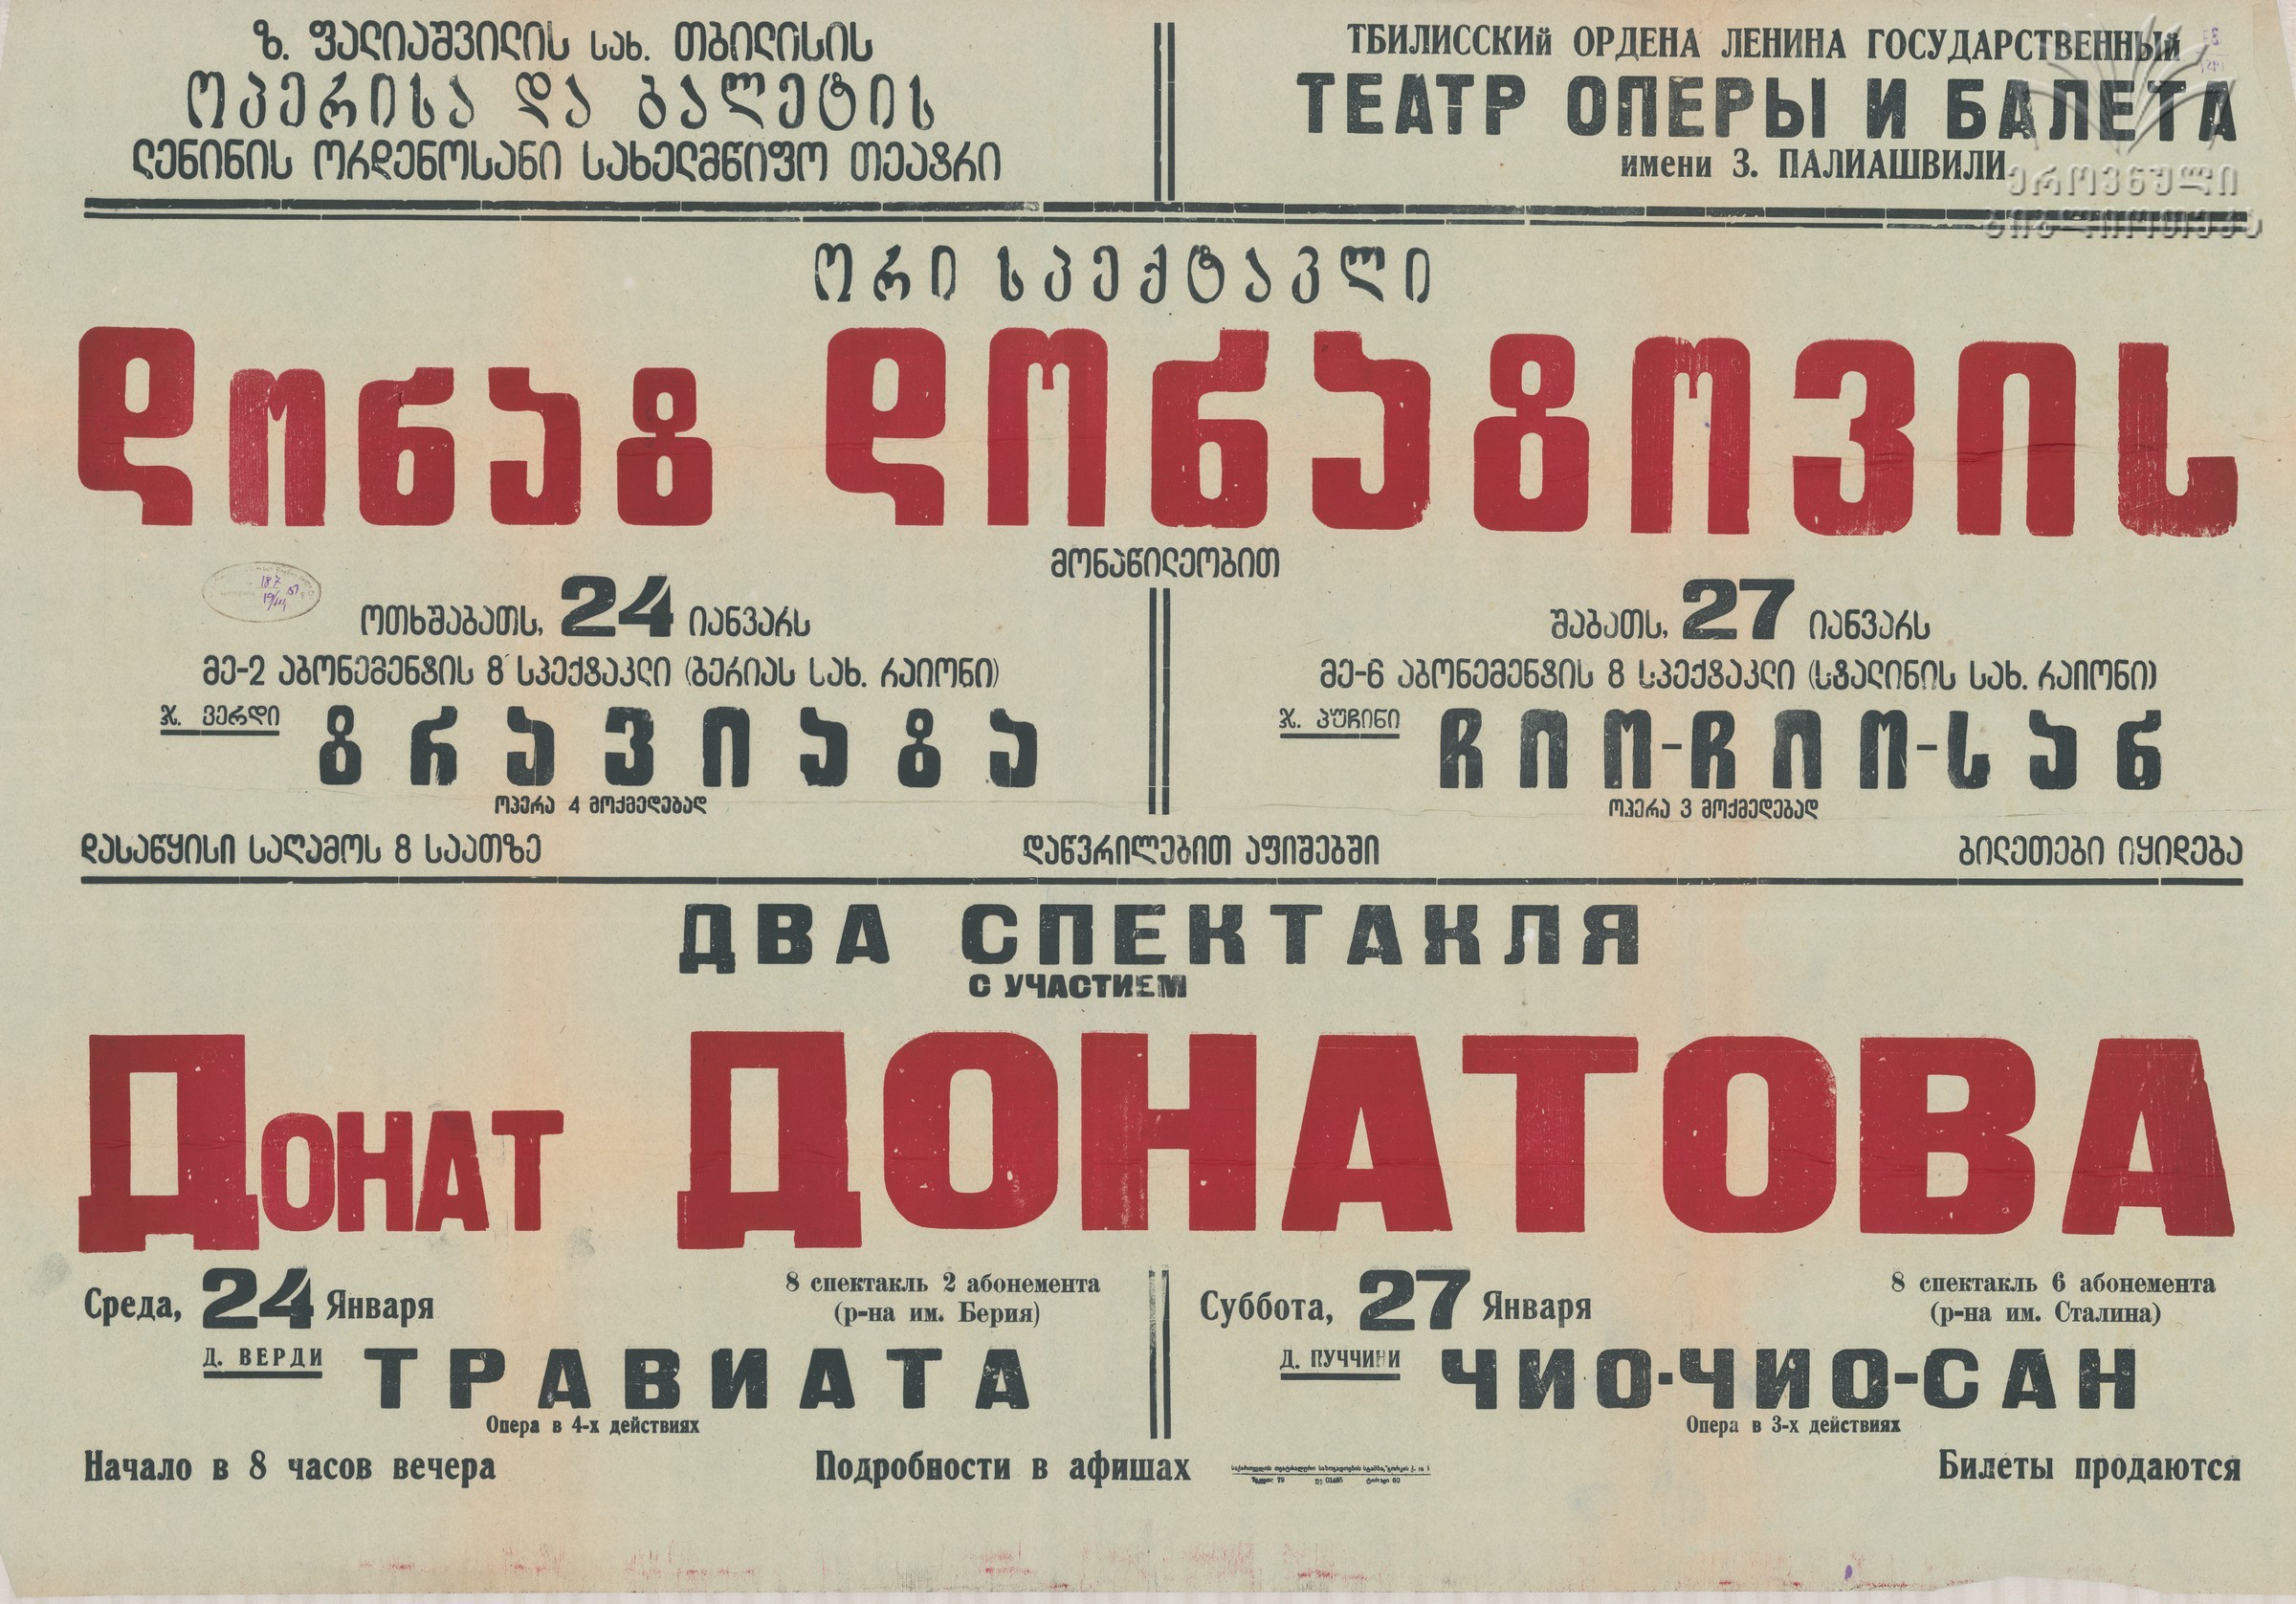 ზ. ფალიაშვილის სახ. თბილისის
ოპერისა და ბალეტის
ლენინის ორდენოსანი სახელმწიფო თეატრი
ТБИЛИССКИЙ ОРДЕНА ЛЕНИНА ГОСУДАРСТВЕННЫЙ
ТЕАТР ОПЕРЫ И БАЛЕТА
имени З. ПАЛИАШВИЛИ
ეროვნული
ბიბლიოთეკა
ორი სპექტაკლი
დონატ დონატოვის
მონაწილეობით
ოთხშაბათს, 24 იანვარს
მე-2 აბონემენტის 8 სპექტაკლი (ბერიას სახ. რაიონი)
ჯ. ვერდი ტრავიატა
ოპერა 4 მოქმედებად
შაბათს, 27 იანვარს
მე-6 აბონემენტის 8 სპექტაკლი (სტალინის სახ. რაიონი)
ჯ. პუჩინი ჩიო-ჩიო-სან
ოპერა 3 მოქმედებად
დასაწყისი საღამოს 8 საათზე დაწვრილებით აფიშებში ბილეთები იყიდება
ДВА СПЕКТАКЛЯ
С УЧАСТИЕМ
ДОНАТ ДОНАТОВА
Среда, 24 Января
8 спектакль 2 абонемента
(р-на им. Берия)
Д. ВЕРДИ ТРАВИАТА
Опера в 4-х действиях
Суббота, 27 Января
8 спектакль 6 абонемента
(р-на им. Сталина)
Д. ПУЧЧИНИ ЧИО-ЧИО-САН
Опера в 3-х действиях
Начало в 8 часов вечера Подробности в афишах Билеты продаются